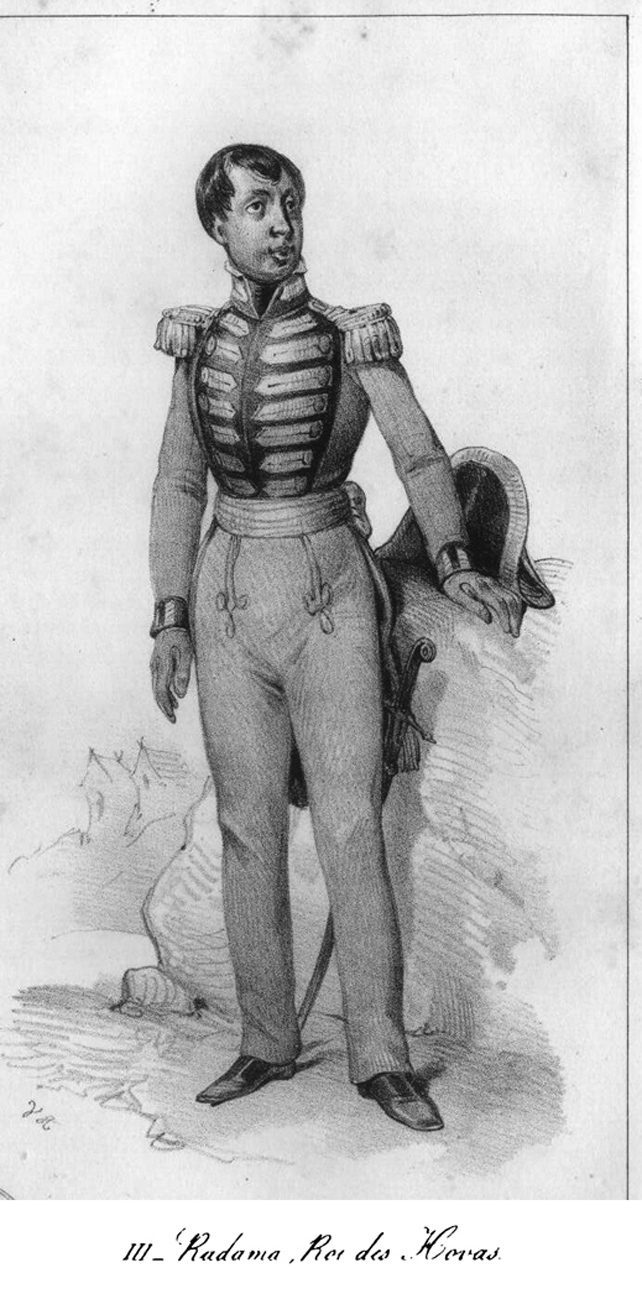 III _ Radama, Roi des Hovas.